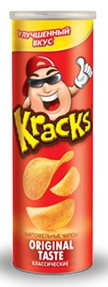 УЛУЧШЕННЫЙ
ВКУС
Kracks
КАРТОФЕЛЬНЫЕ ЧИПСЫ
ORIGINAL
TASTE
КЛАССИЧЕСКИЕ